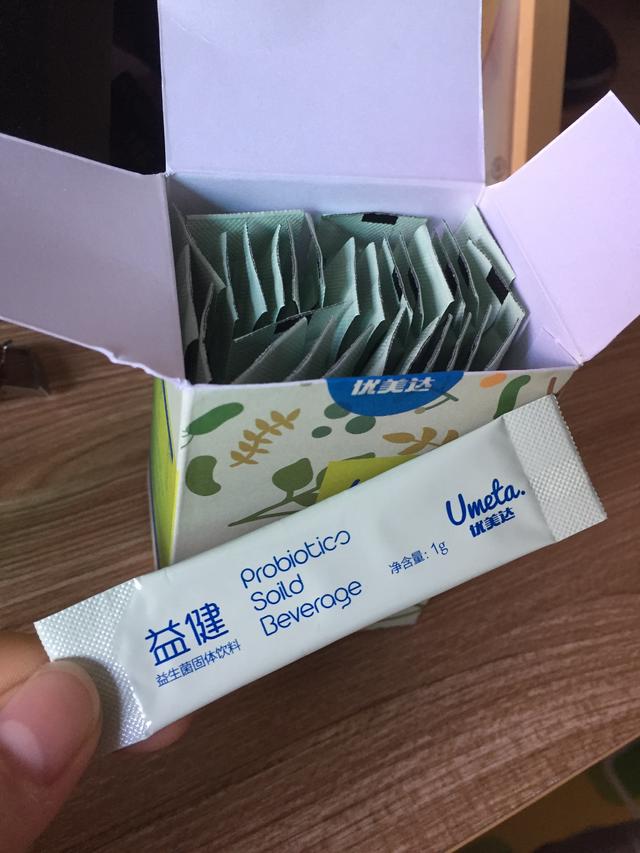 优美达
Umeta.
优美达
Probiotics
Soild
Beverage
净含量: 1g
益健
益生菌固体饮料